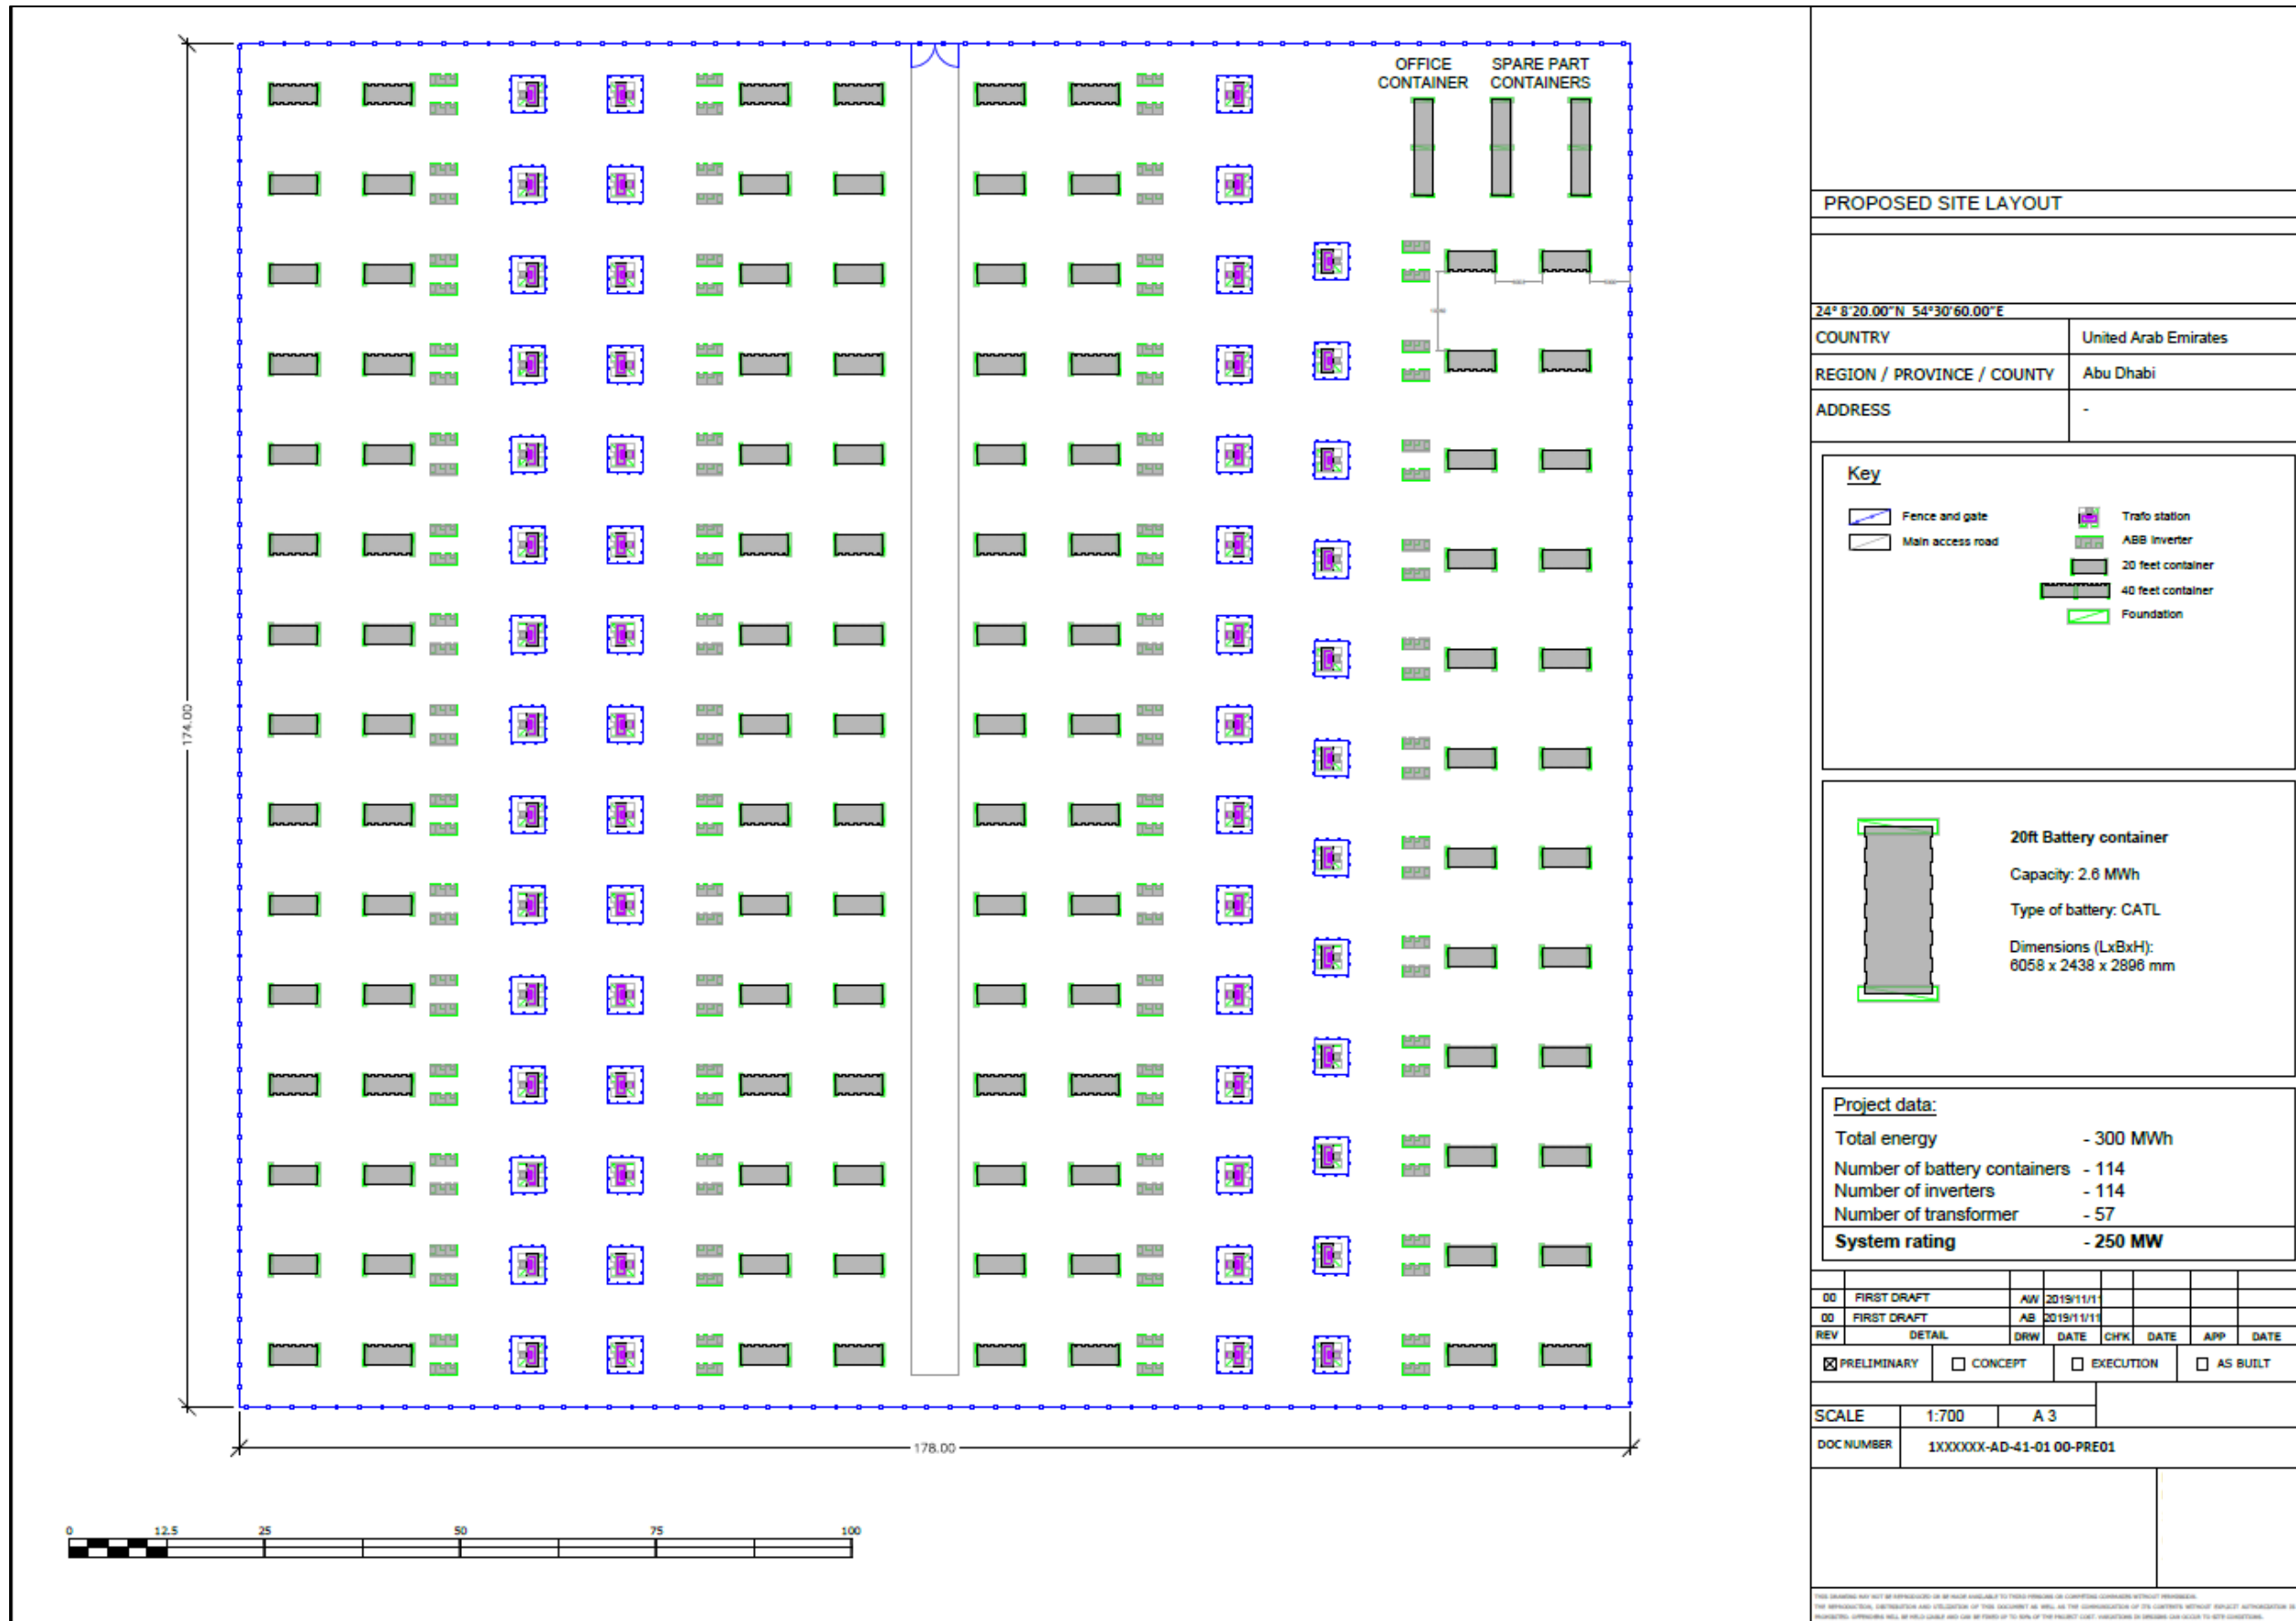 OFFICE CONTAINER
SPARE PART CONTAINERS
174.00
178.00
0 12.5 25 50 75 100
PROPOSED SITE LAYOUT
24° 8'20.00"N 54°30'60.00"E
COUNTRY United Arab Emirates
REGION / PROVINCE / COUNTY Abu Dhabi
ADDRESS -
Key
Fence and gate
Main access road
Trafo station
ABB Inverter
20 feet container
40 feet container
Foundation
20ft Battery container
Capacity: 2.6 MWh
Type of battery: CATL
Dimensions (LxBxH):
6058 x 2438 x 2896 mm
Project data:
Total energy - 300 MWh
Number of battery containers - 114
Number of inverters - 114
Number of transformer - 57
System rating - 250 MW
00 FIRST DRAFT AW 2019/11/1
00 FIRST DRAFT AB 2019/11/11
REV DETAIL DRW DATE CH'K DATE APP DATE
PRELIMINARY CONCEPT EXECUTION AS BUILT
SCALE 1:700 A 3
DOC NUMBER 1XXXXXX-AD-41-01 00-PRE01